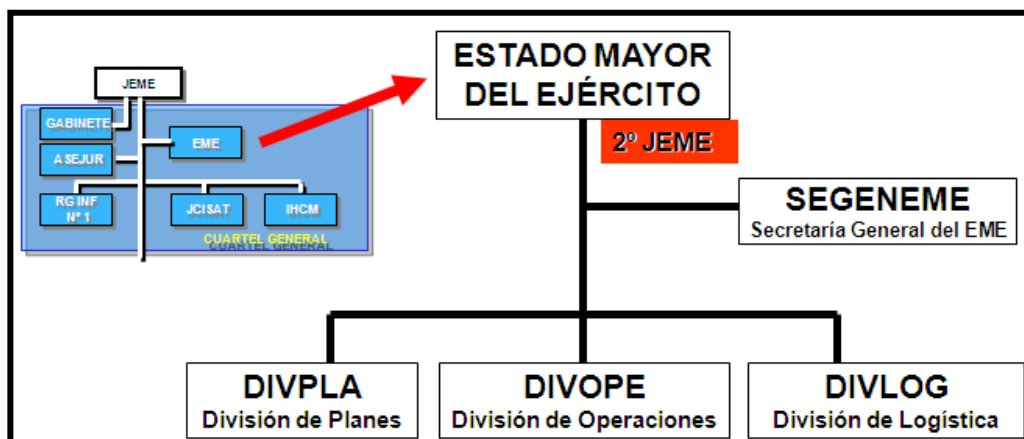 JEME
GABINETE
EME
ASEJUR
RG INF
Nº 1
JCISAT
IHCM
CUARTEL GENERAL
ESTADO MAYOR
DEL EJÉRCITO
2º JEME
SEGENEME
Secretaría General del EME
DIVPLA
División de Planes
DIVOPE
División de Operaciones
DIVLOG
División de Logística